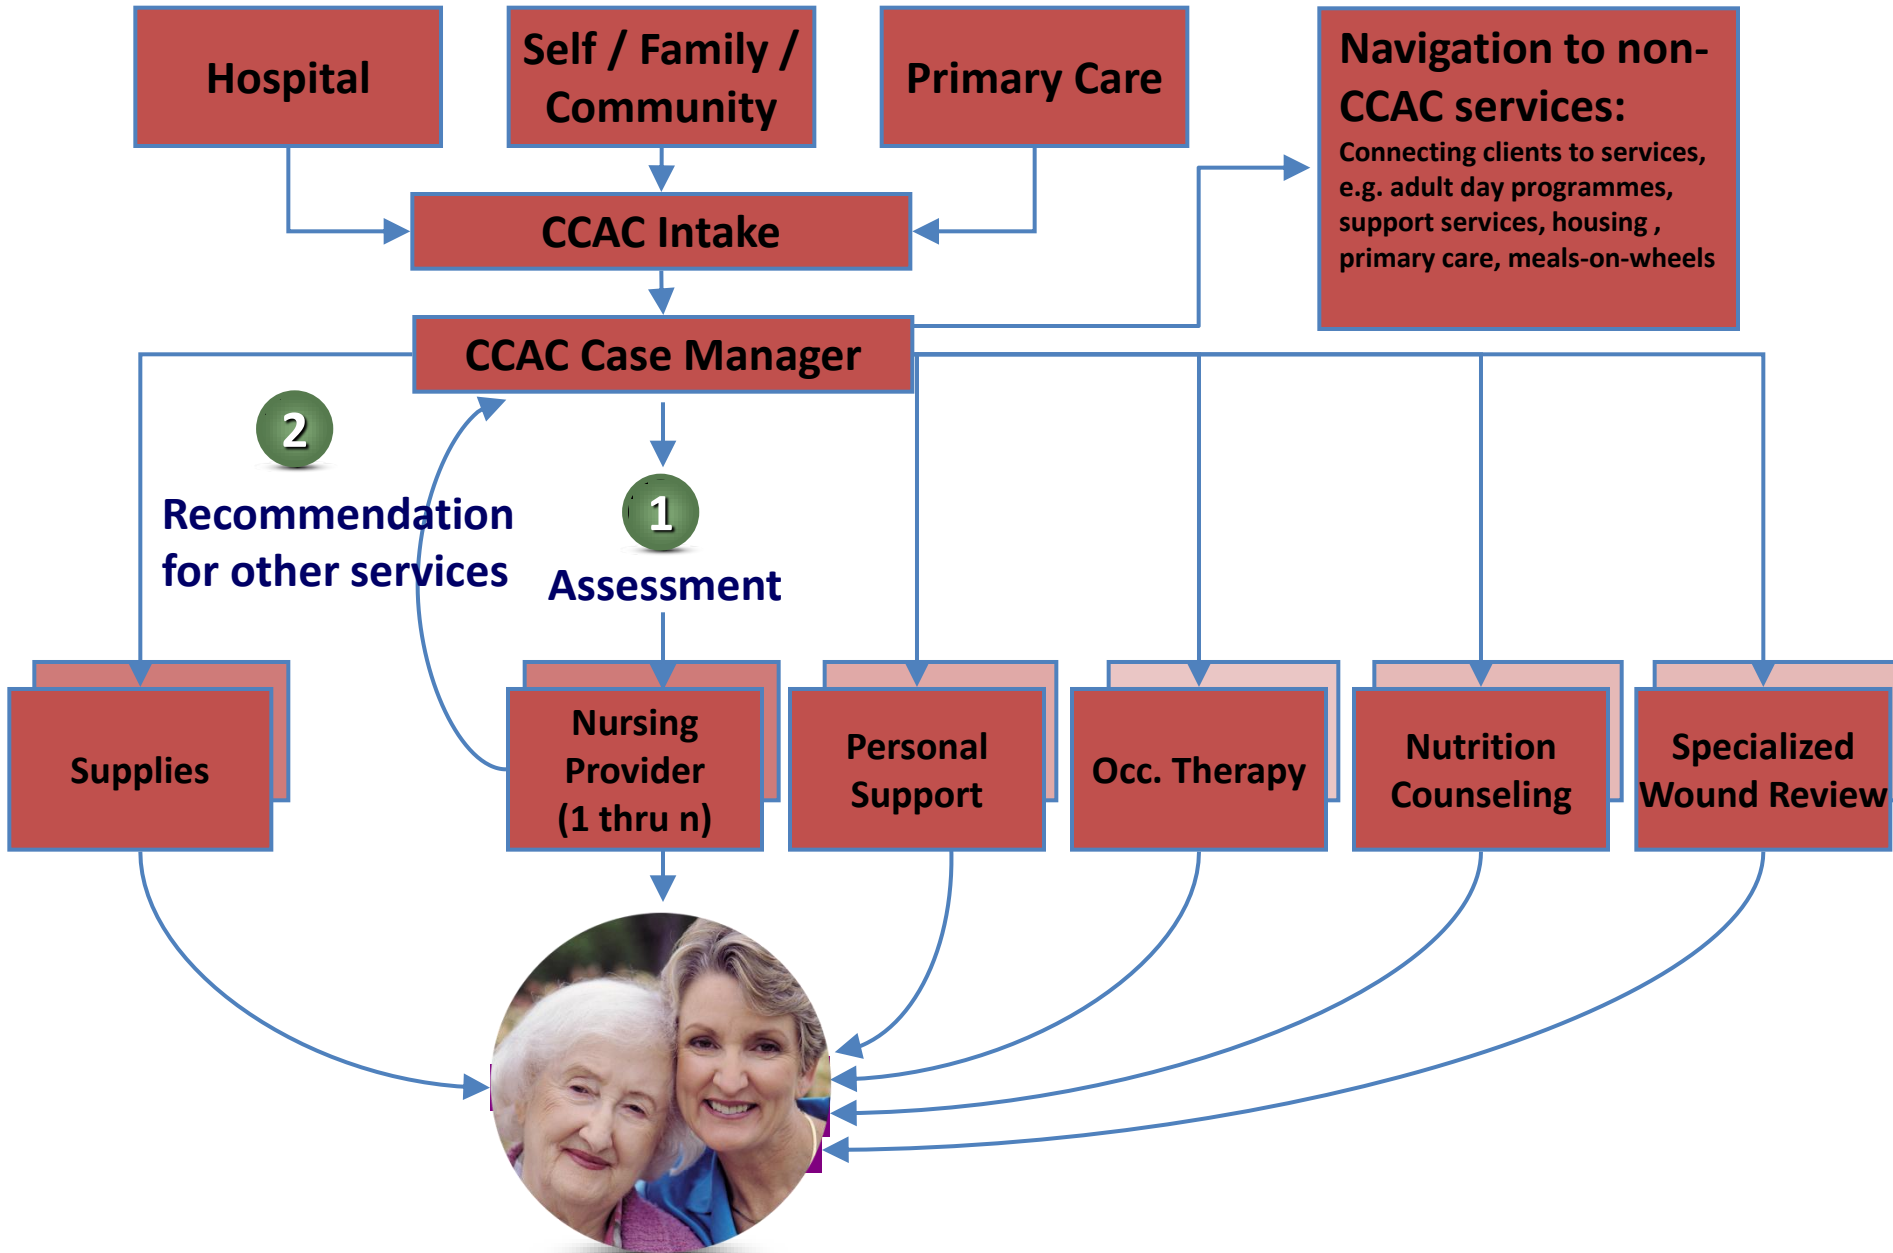 Hospital
Self / Family /
Community
Primary Care
Navigation to non-
CCAC services:
Connecting clients to services,
e.g. adult day programmes,
support services, housing ,
primary care, meals-on-wheels
CCAC Intake
CCAC Case Manager
2
Recommendation
for other services
1
Assessment
Supplies
Nursing
Provider
(1 thru n)
Personal
Support
Occ. Therapy
Nutrition
Counseling
Specialized
Wound Review